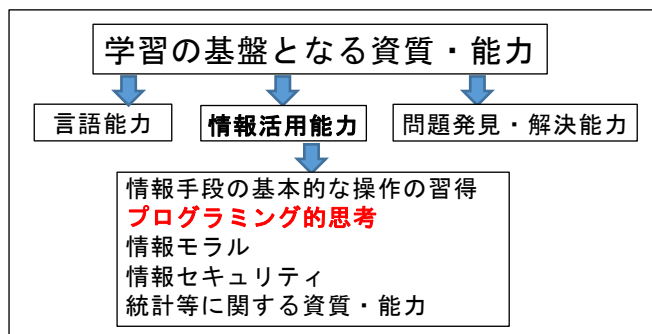 学習の基盤となる資質・能力
言語能力
情報活用能力
問題発見・解決能力
情報手段の基本的な操作の習得
プログラミング的思考
情報モラル
情報セキュリティ
統計等に関する資質・能力